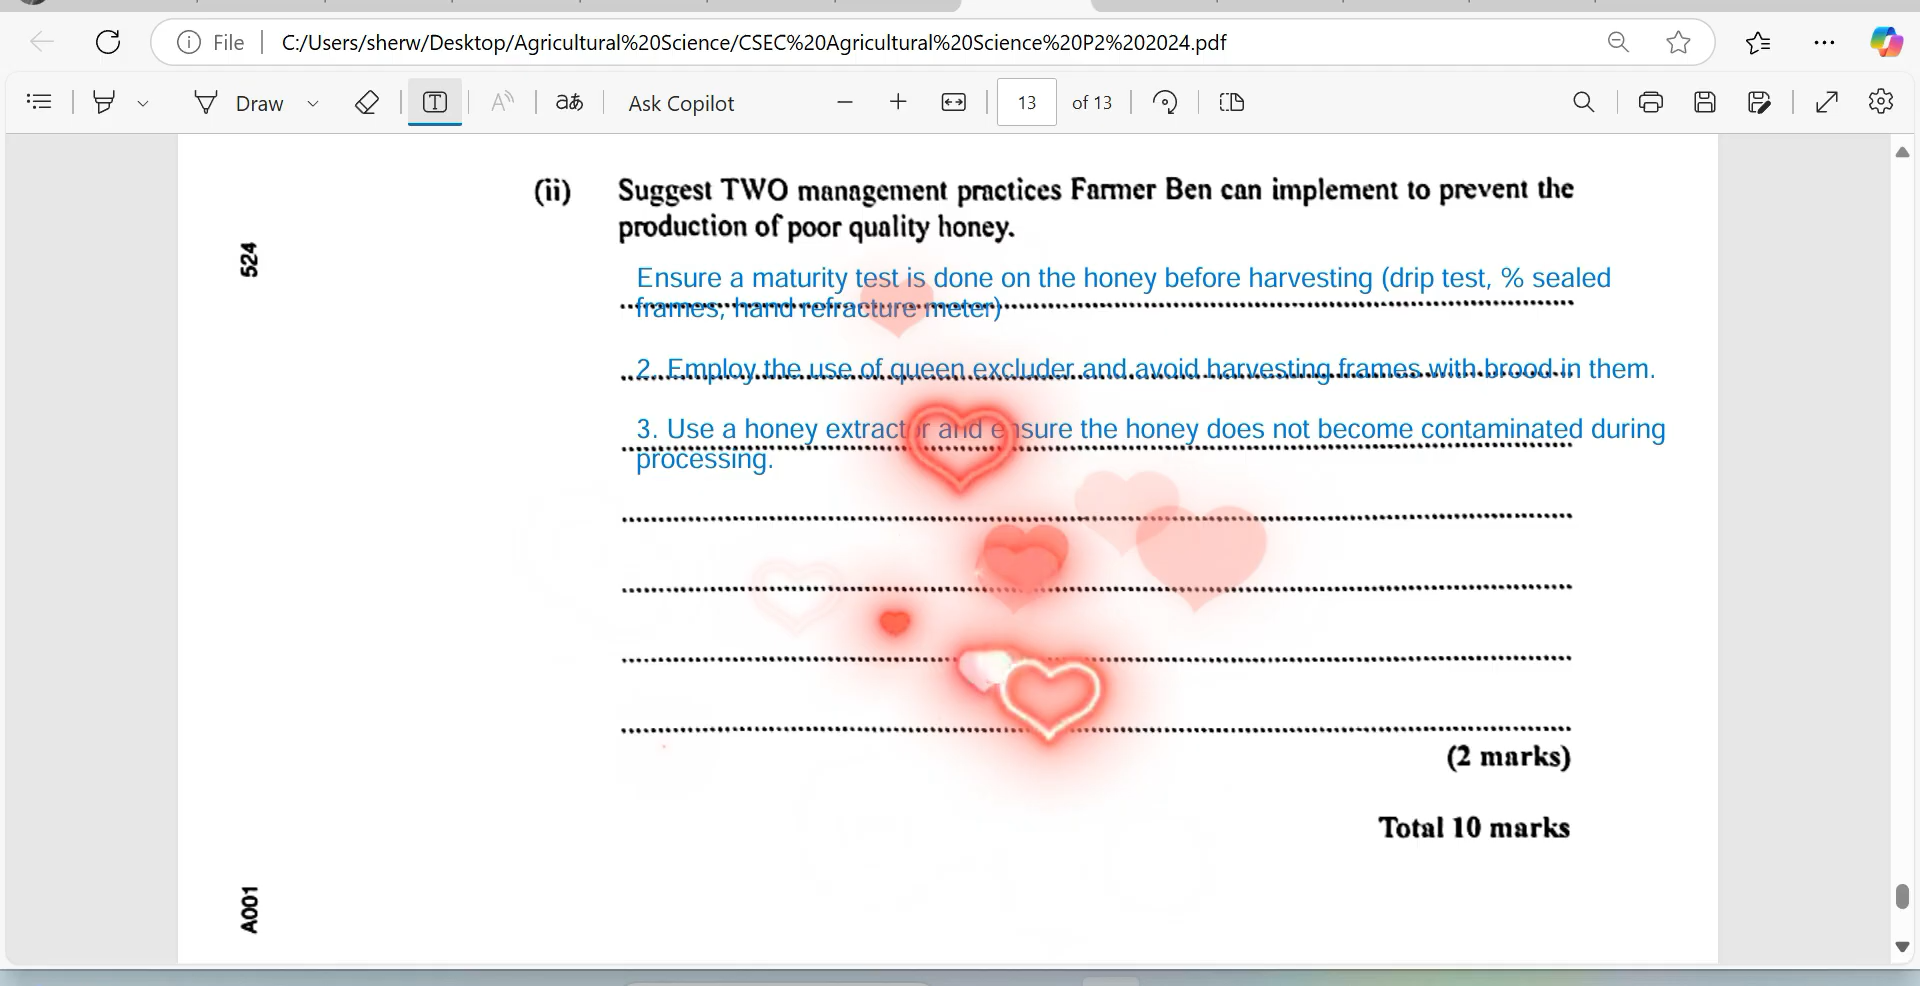 File
C:/Users/sherw/Desktop/Agricultural%20Science/CSEC%20Agricultural%20Science%20P2%202024.pdf
Draw
aあ
Ask Copilot
13 of 13
524
(ii) Suggest TWO management practices Farmer Ben can implement to prevent the
production of poor quality honey.
Ensure a maturity test is done on the honey before harvesting (drip test, % sealed
frames, hand refracture meter)
2. Employ the use of queen excluder and avoid harvesting frames with brood in them.
3. Use a honey extractor and ensure the honey does not become contaminated during
processing.
(2 marks)
Total 10 marks
A001